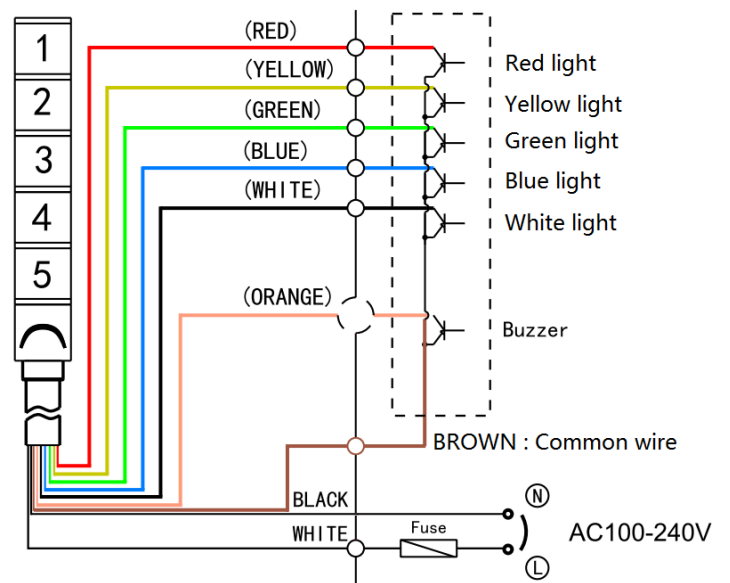 1
2
3
4
5
(RED)
(YELLOW)
(GREEN)
(BLUE)
(WHITE)
(ORANGE)
Red light
Yellow light
Green light
Blue light
White light
Buzzer
BROWN : Common wire
BLACK
WHITE
Fuse
N
L
AC100-240V